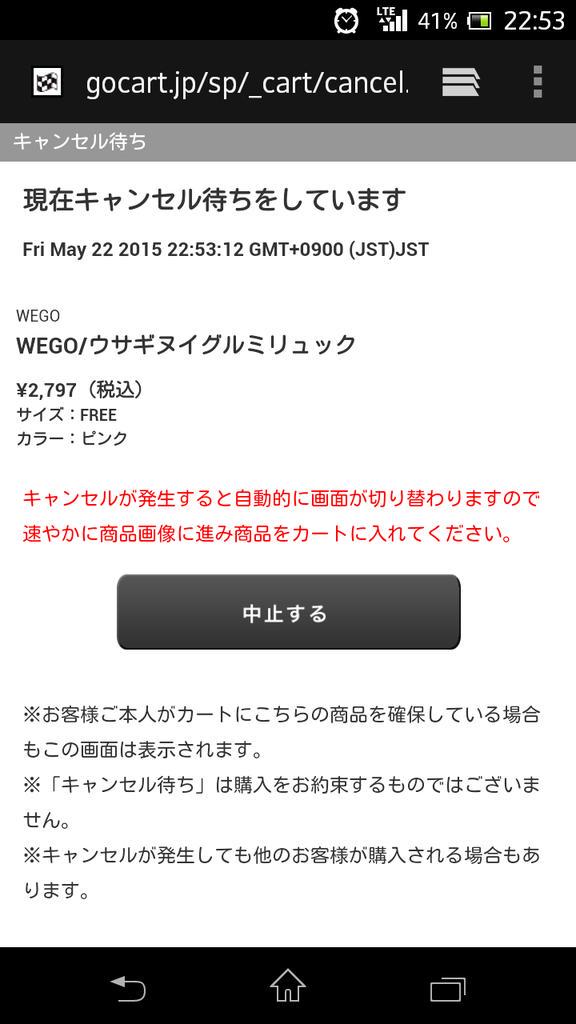 LTE 41% 22:53
gocart.jp/sp/_cart/cancel.
キャンセル待ち
現在キャンセル待ちをしています
Fri May 22 2015 22:53:12 GMT+0900 (JST)JST
WEGO
WEGO/ウサギヌイグルミリュック
¥2,797（税込）
サイズ：FREE
カラー：ピンク
キャンセルが発生すると自動的に画面が切り替わりますので
速やかに商品画像に進み商品をカートに入れてください。
中止する
※お客様ご本人がカートにこちらの商品を確保している場合
もこの画面は表示されます。
※「キャンセル待ち」は購入をお約束するものではございま
せん。
※キャンセルが発生しても他のお客様が購入される場合もあ
ります。